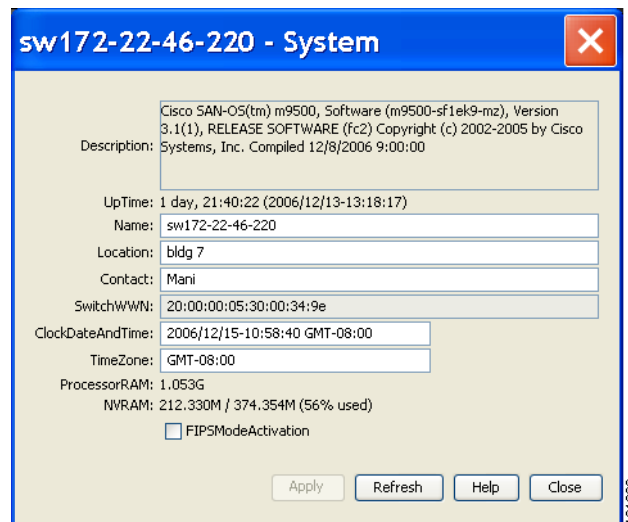 sw172-22-46-220 - System
Description: Cisco SAN-OS(tm) m9500, Software (m9500-sf1ek9-mz), Version
3.1(1), RELEASE SOFTWARE (fc2) Copyright (c) 2002-2005 by Cisco
Systems, Inc. Compiled 12/8/2006 9:00:00
UpTime: 1 day, 21:40:22 (2006/12/13-13:18:17)
Name: sw172-22-46-220
Location: bldg 7
Contact: Mani
SwitchWWN: 20:00:00:05:30:00:34:9e
ClockDateAndTime: 2006/12/15-10:58:40 GMT-08:00
TimeZone: GMT-08:00
ProcessorRAM: 1.053G
NVRAM: 212.330M / 374.354M (56% used)
FIPSModeActivation
Apply Refresh Help Close